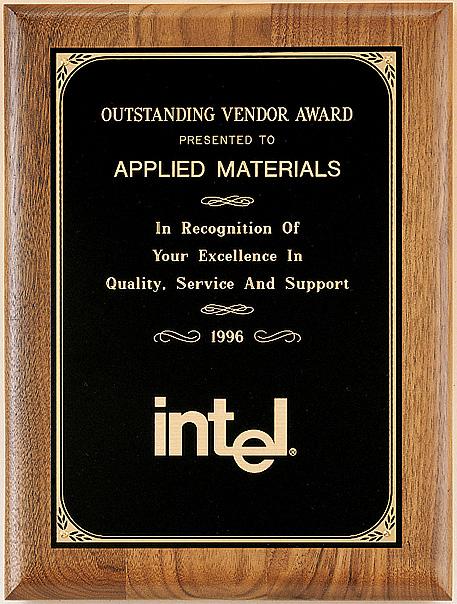 OUTSTANDING VENDOR AWARD
PRESENTED TO
APPLIED MATERIALS
In Recognition Of
Your Excellence In
Quality, Service And Support
1996
intel®